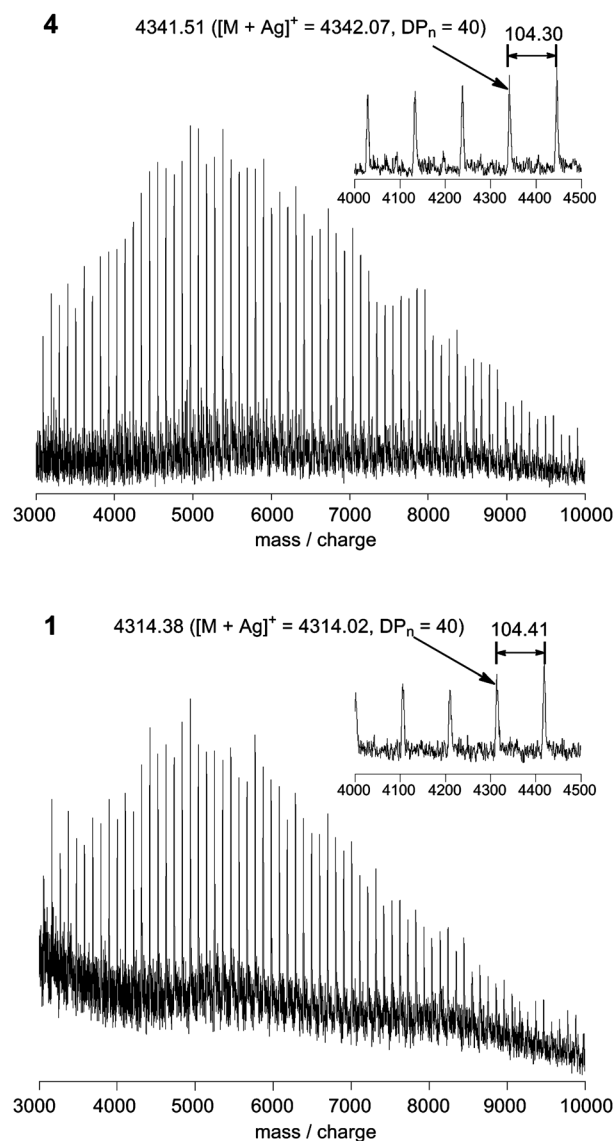 4
4341.51 ([M + Ag]⁺ = 4342.07, DPₙ = 40)
104.30
4000 4100 4200 4300 4400 4500
3000 4000 5000 6000 7000 8000 9000 10000
mass / charge
1
4314.38 ([M + Ag]⁺ = 4314.02, DPₙ = 40)
104.41
4000 4100 4200 4300 4400 4500
3000 4000 5000 6000 7000 8000 9000 10000
mass / charge